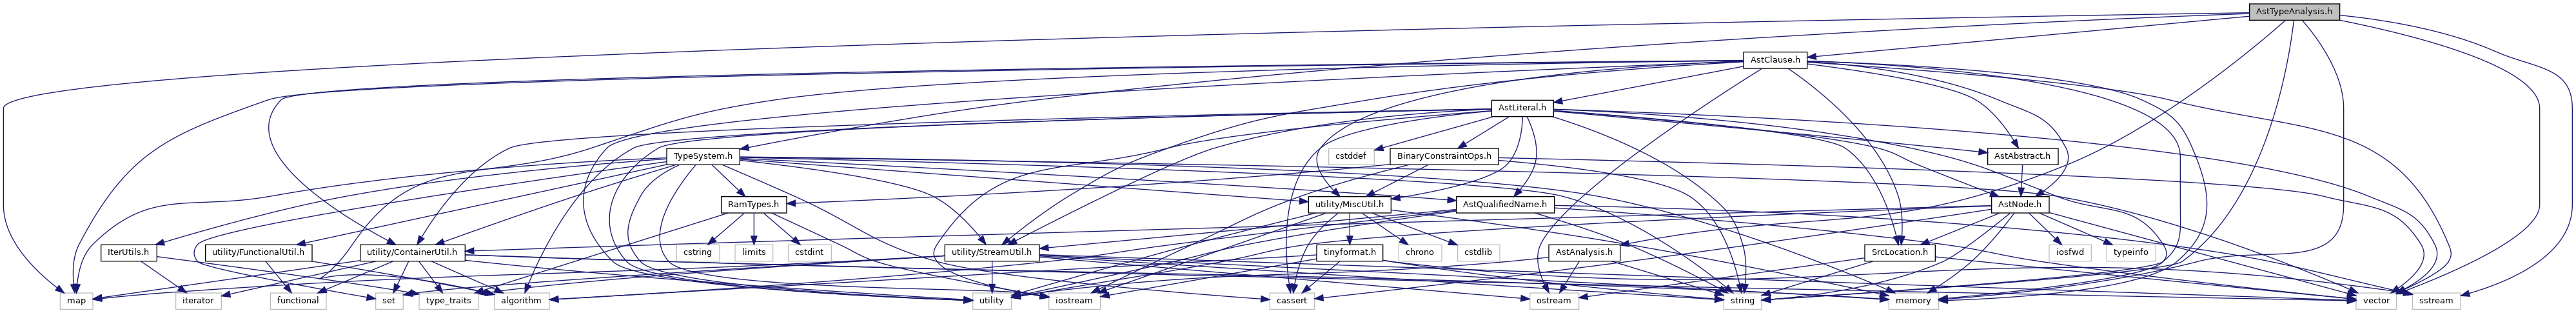 AstTypeAnalysis.h
AstClause.h
AstLiteral.h
TypeSystem.h
cstddef
BinaryConstraintOps.h
AstAbstract.h
RamTypes.h
utility/MiscUtil.h
AstQualifiedName.h
AstNode.h
IterUtils.h
utility/FunctionalUtil.h
utility/ContainerUtil.h
cstring
limits
cstdint
utility/StreamUtil.h
tinyformat.h
chrono
cstdlib
AstAnalysis.h
SrcLocation.h
iosfwd
typeinfo
map
iterator
functional
set
type_traits
algorithm
utility
iostream
cassert
ostream
string
memory
vector
sstream